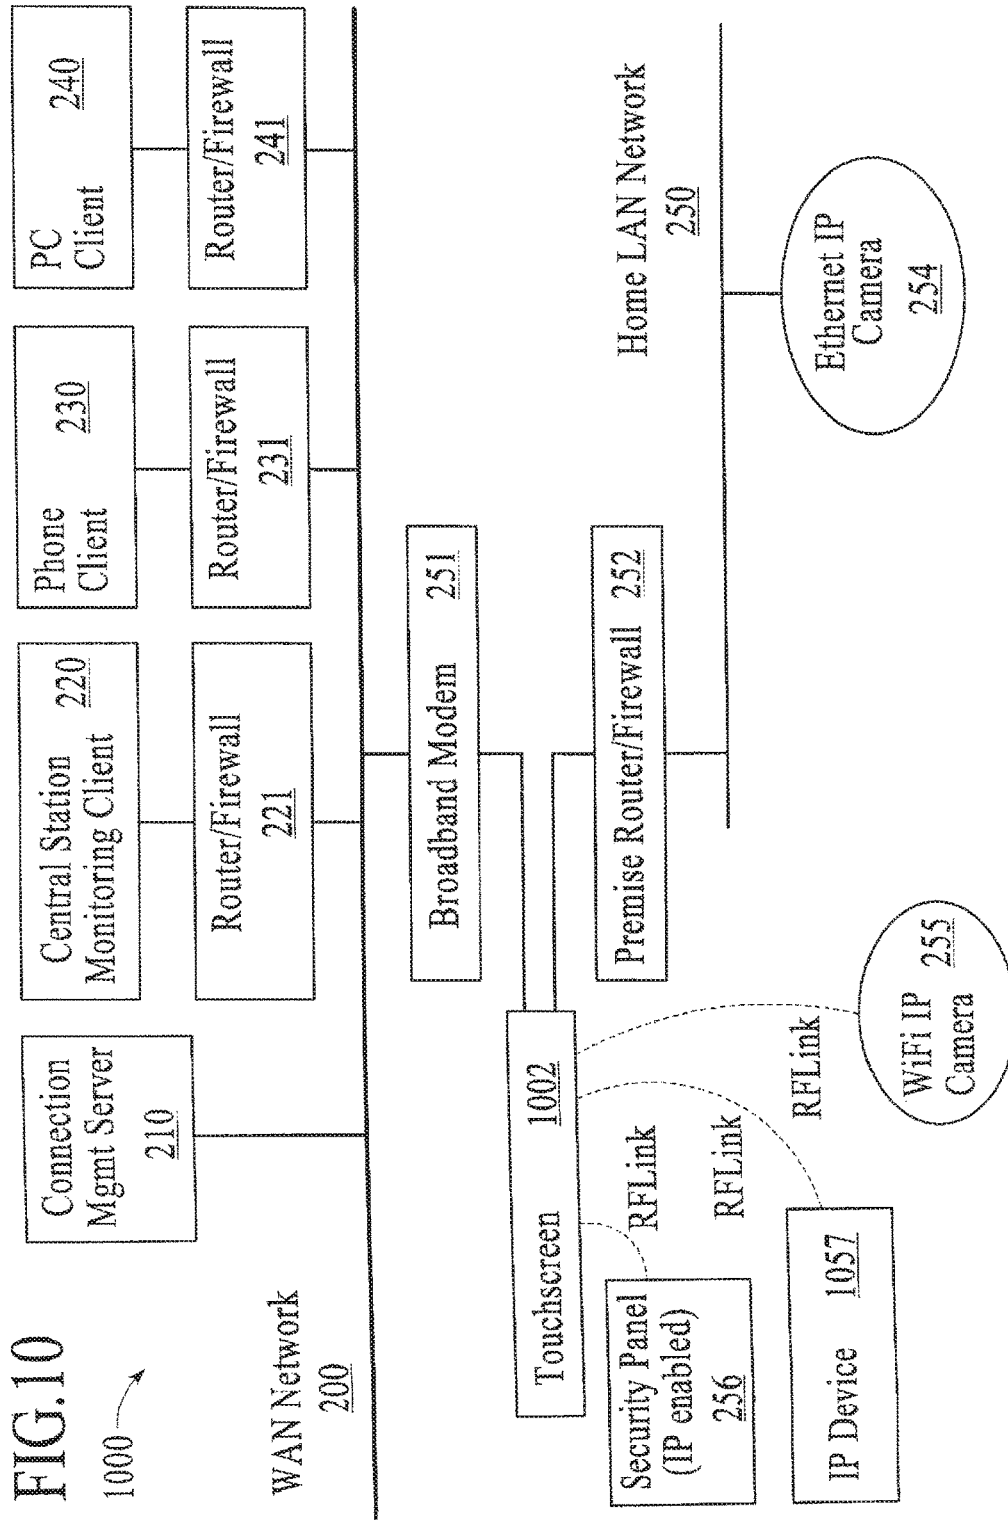 FIG.10
1000
Connection
Mgmt Server
210
Central Station
Monitoring Client
220
Phone
Client
230
PC
Client
240
Router/Firewall
221
Router/Firewall
231
Router/Firewall
241
WAN Network
200
Broadband Modem 251
Touchscreen 1002
Premise Router/Firewall 252
Home LAN Network
250
Security Panel
(IP enabled)
256
RFLink
RFLink
RFLink
IP Device 1057
WiFi IP
Camera
255
Ethernet IP
Camera
254